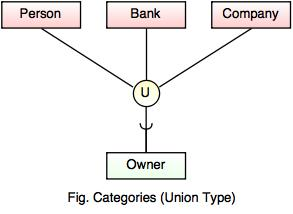 Person Bank Company
U
Owner
Fig. Categories (Union Type)